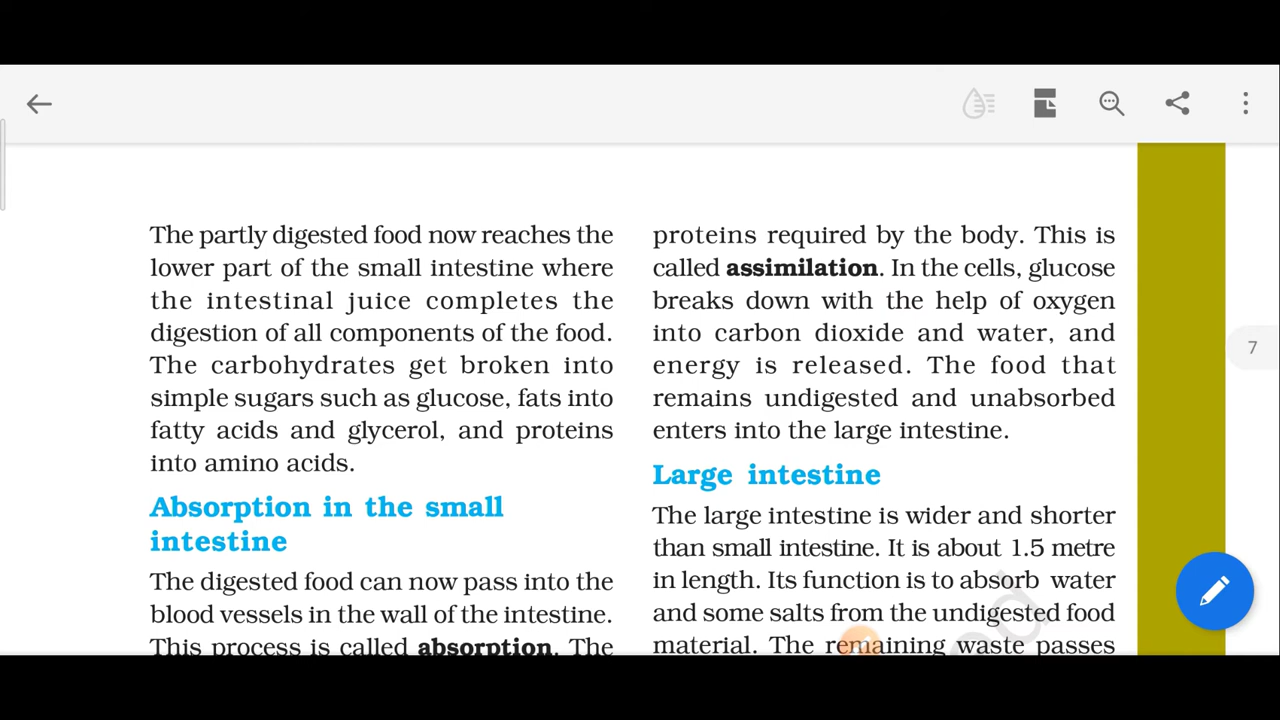 The partly digested food now reaches the
lower part of the small intestine where
the intestinal juice completes the
digestion of all components of the food.
The carbohydrates get broken into
simple sugars such as glucose, fats into
fatty acids and glycerol, and proteins
into amino acids.
Absorption in the small
intestine
The digested food can now pass into the
blood vessels in the wall of the intestine.
This process is called absorption. The
proteins required by the body. This is
called assimilation. In the cells, glucose
breaks down with the help of oxygen
into carbon dioxide and water, and
energy is released. The food that
remains undigested and unabsorbed
enters into the large intestine.
Large intestine
The large intestine is wider and shorter
than small intestine. It is about 1.5 metre
in length. Its function is to absorb water
and some salts from the undigested food
material. The remaining waste passes
7